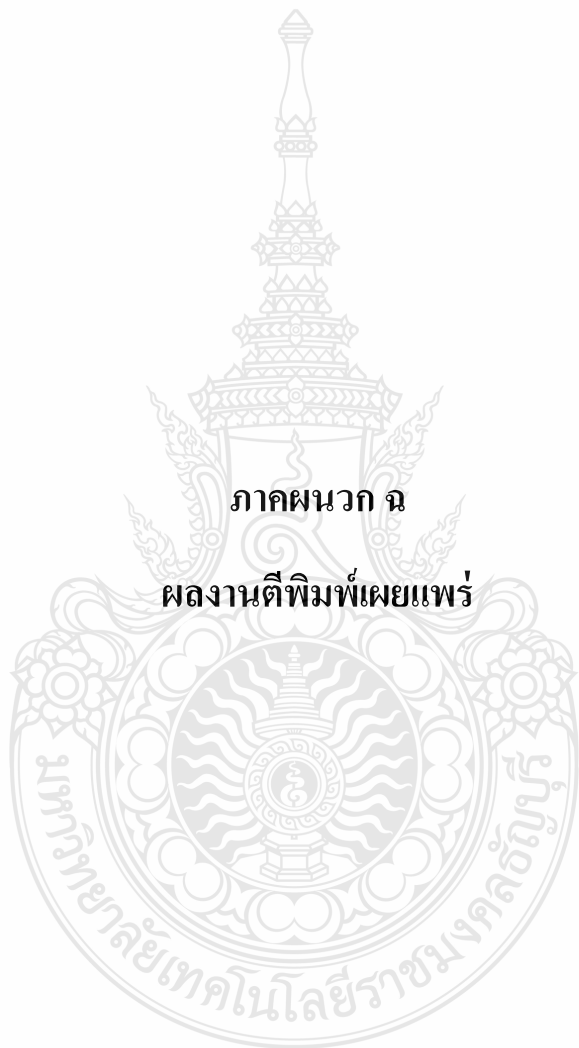 ภาคผนวก ฉ
ผลงานตีพิมพ์เผยแพร่
มหาวิทยาลัยเทคโนโลยีราชมงคลธัญบุรี